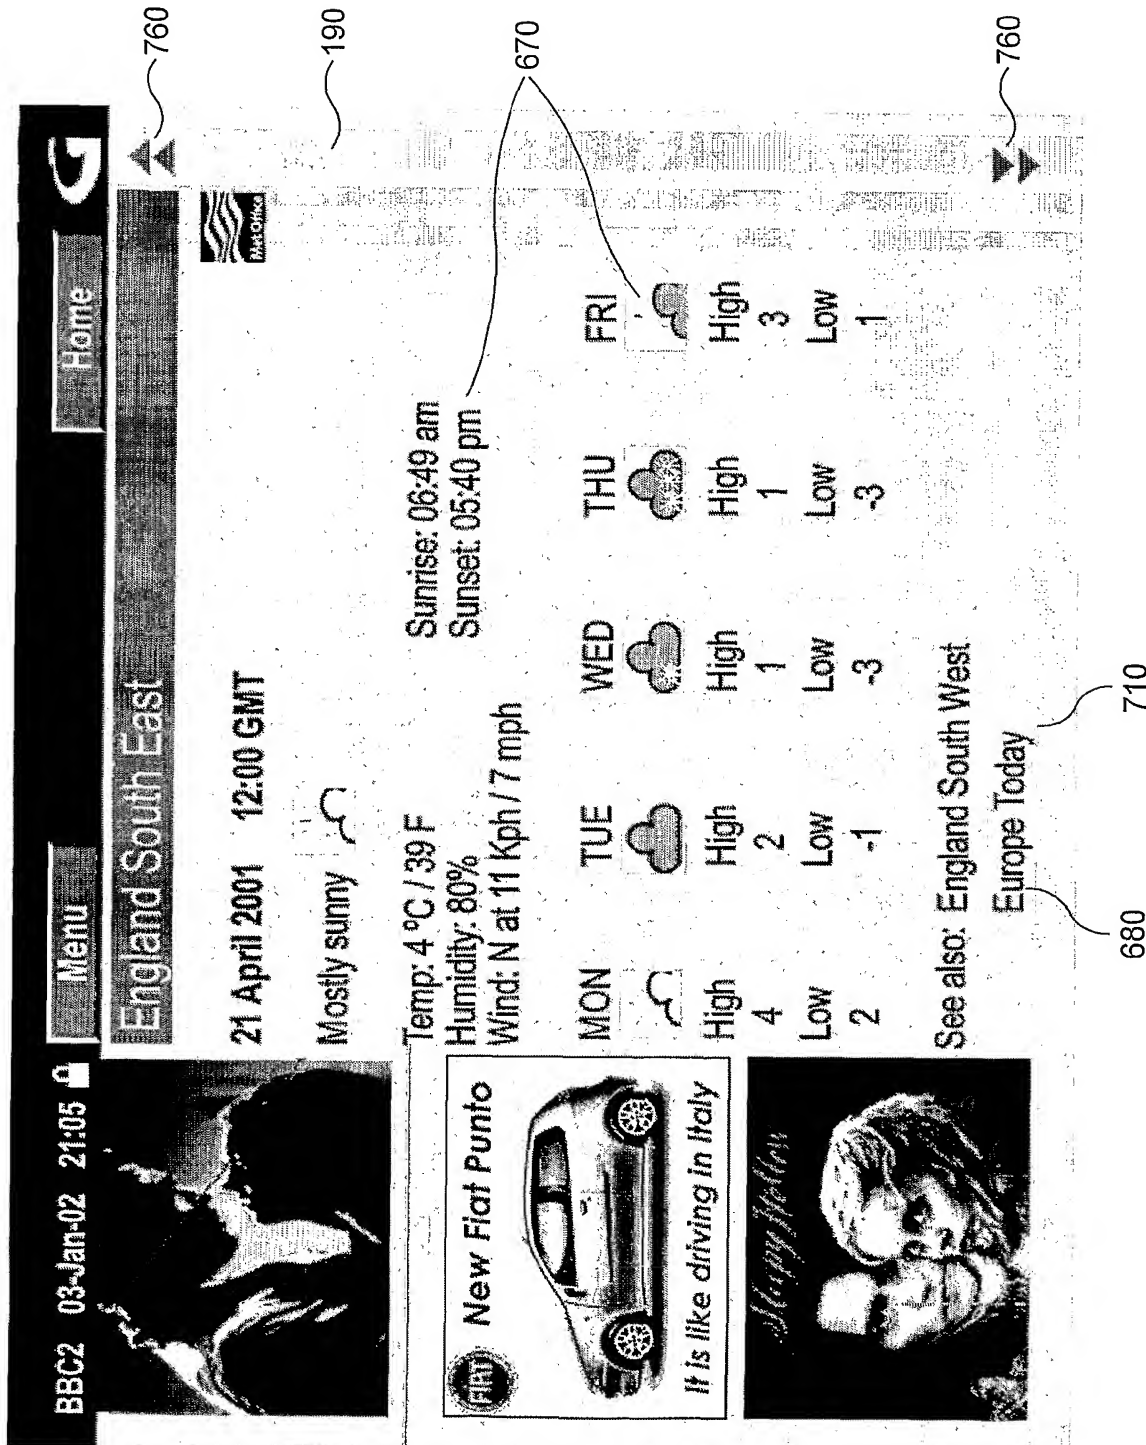 BBC2 03-Jan-02 21:05
Menu
Home
England South East
Met Office
21 April 2001 12:00 GMT
Mostly sunny
Temp: 4 ºC / 39 F
Humidity: 80%
Wind: N at 11 Kph / 7 mph
Sunrise: 06:49 am
Sunset: 05:40 pm
MON TUE WED THU FRI
High High High High High
4 2 1 1 3
Low Low Low Low Low
2 -1 -3 -3 1
See also: England South West
Europe Today
FIAT New Fiat Punto
It is like driving in Italy
Sleepy Hollow
760
190
670
760
680
710